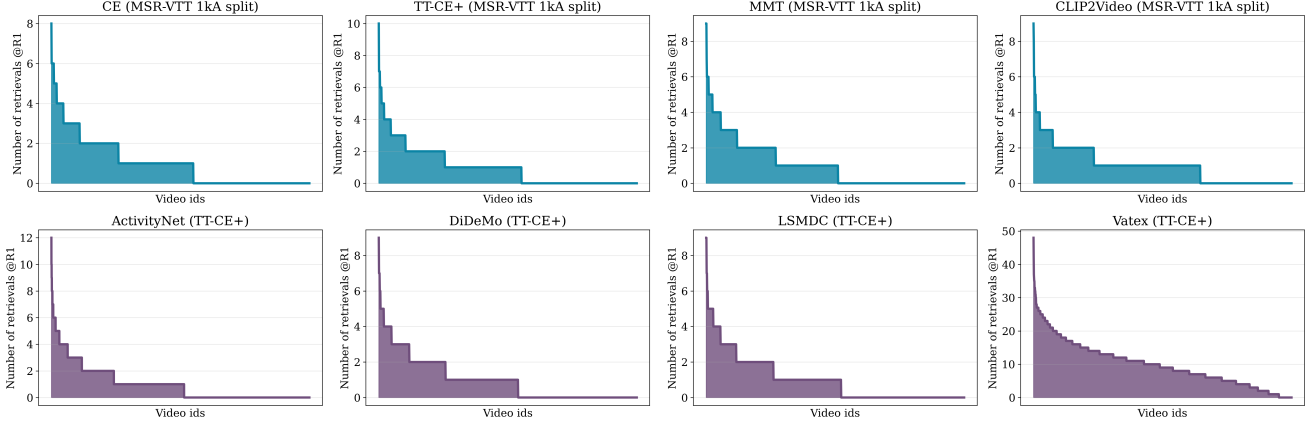 CE (MSR-VTT 1kA split)
Number of retrievals @R1
8
6
4
2
0
Video ids
TT-CE+ (MSR-VTT 1kA split)
Number of retrievals @R1
10
8
6
4
2
0
Video ids
MMT (MSR-VTT 1kA split)
Number of retrievals @R1
8
6
4
2
0
Video ids
CLIP2Video (MSR-VTT 1kA split)
Number of retrievals @R1
8
6
4
2
0
Video ids
ActivityNet (TT-CE+)
Number of retrievals @R1
12
10
8
6
4
2
0
Video ids
DiDeMo (TT-CE+)
Number of retrievals @R1
8
6
4
2
0
Video ids
LSMDC (TT-CE+)
Number of retrievals @R1
8
6
4
2
0
Video ids
Vatex (TT-CE+)
Number of retrievals @R1
50
40
30
20
10
0
Video ids